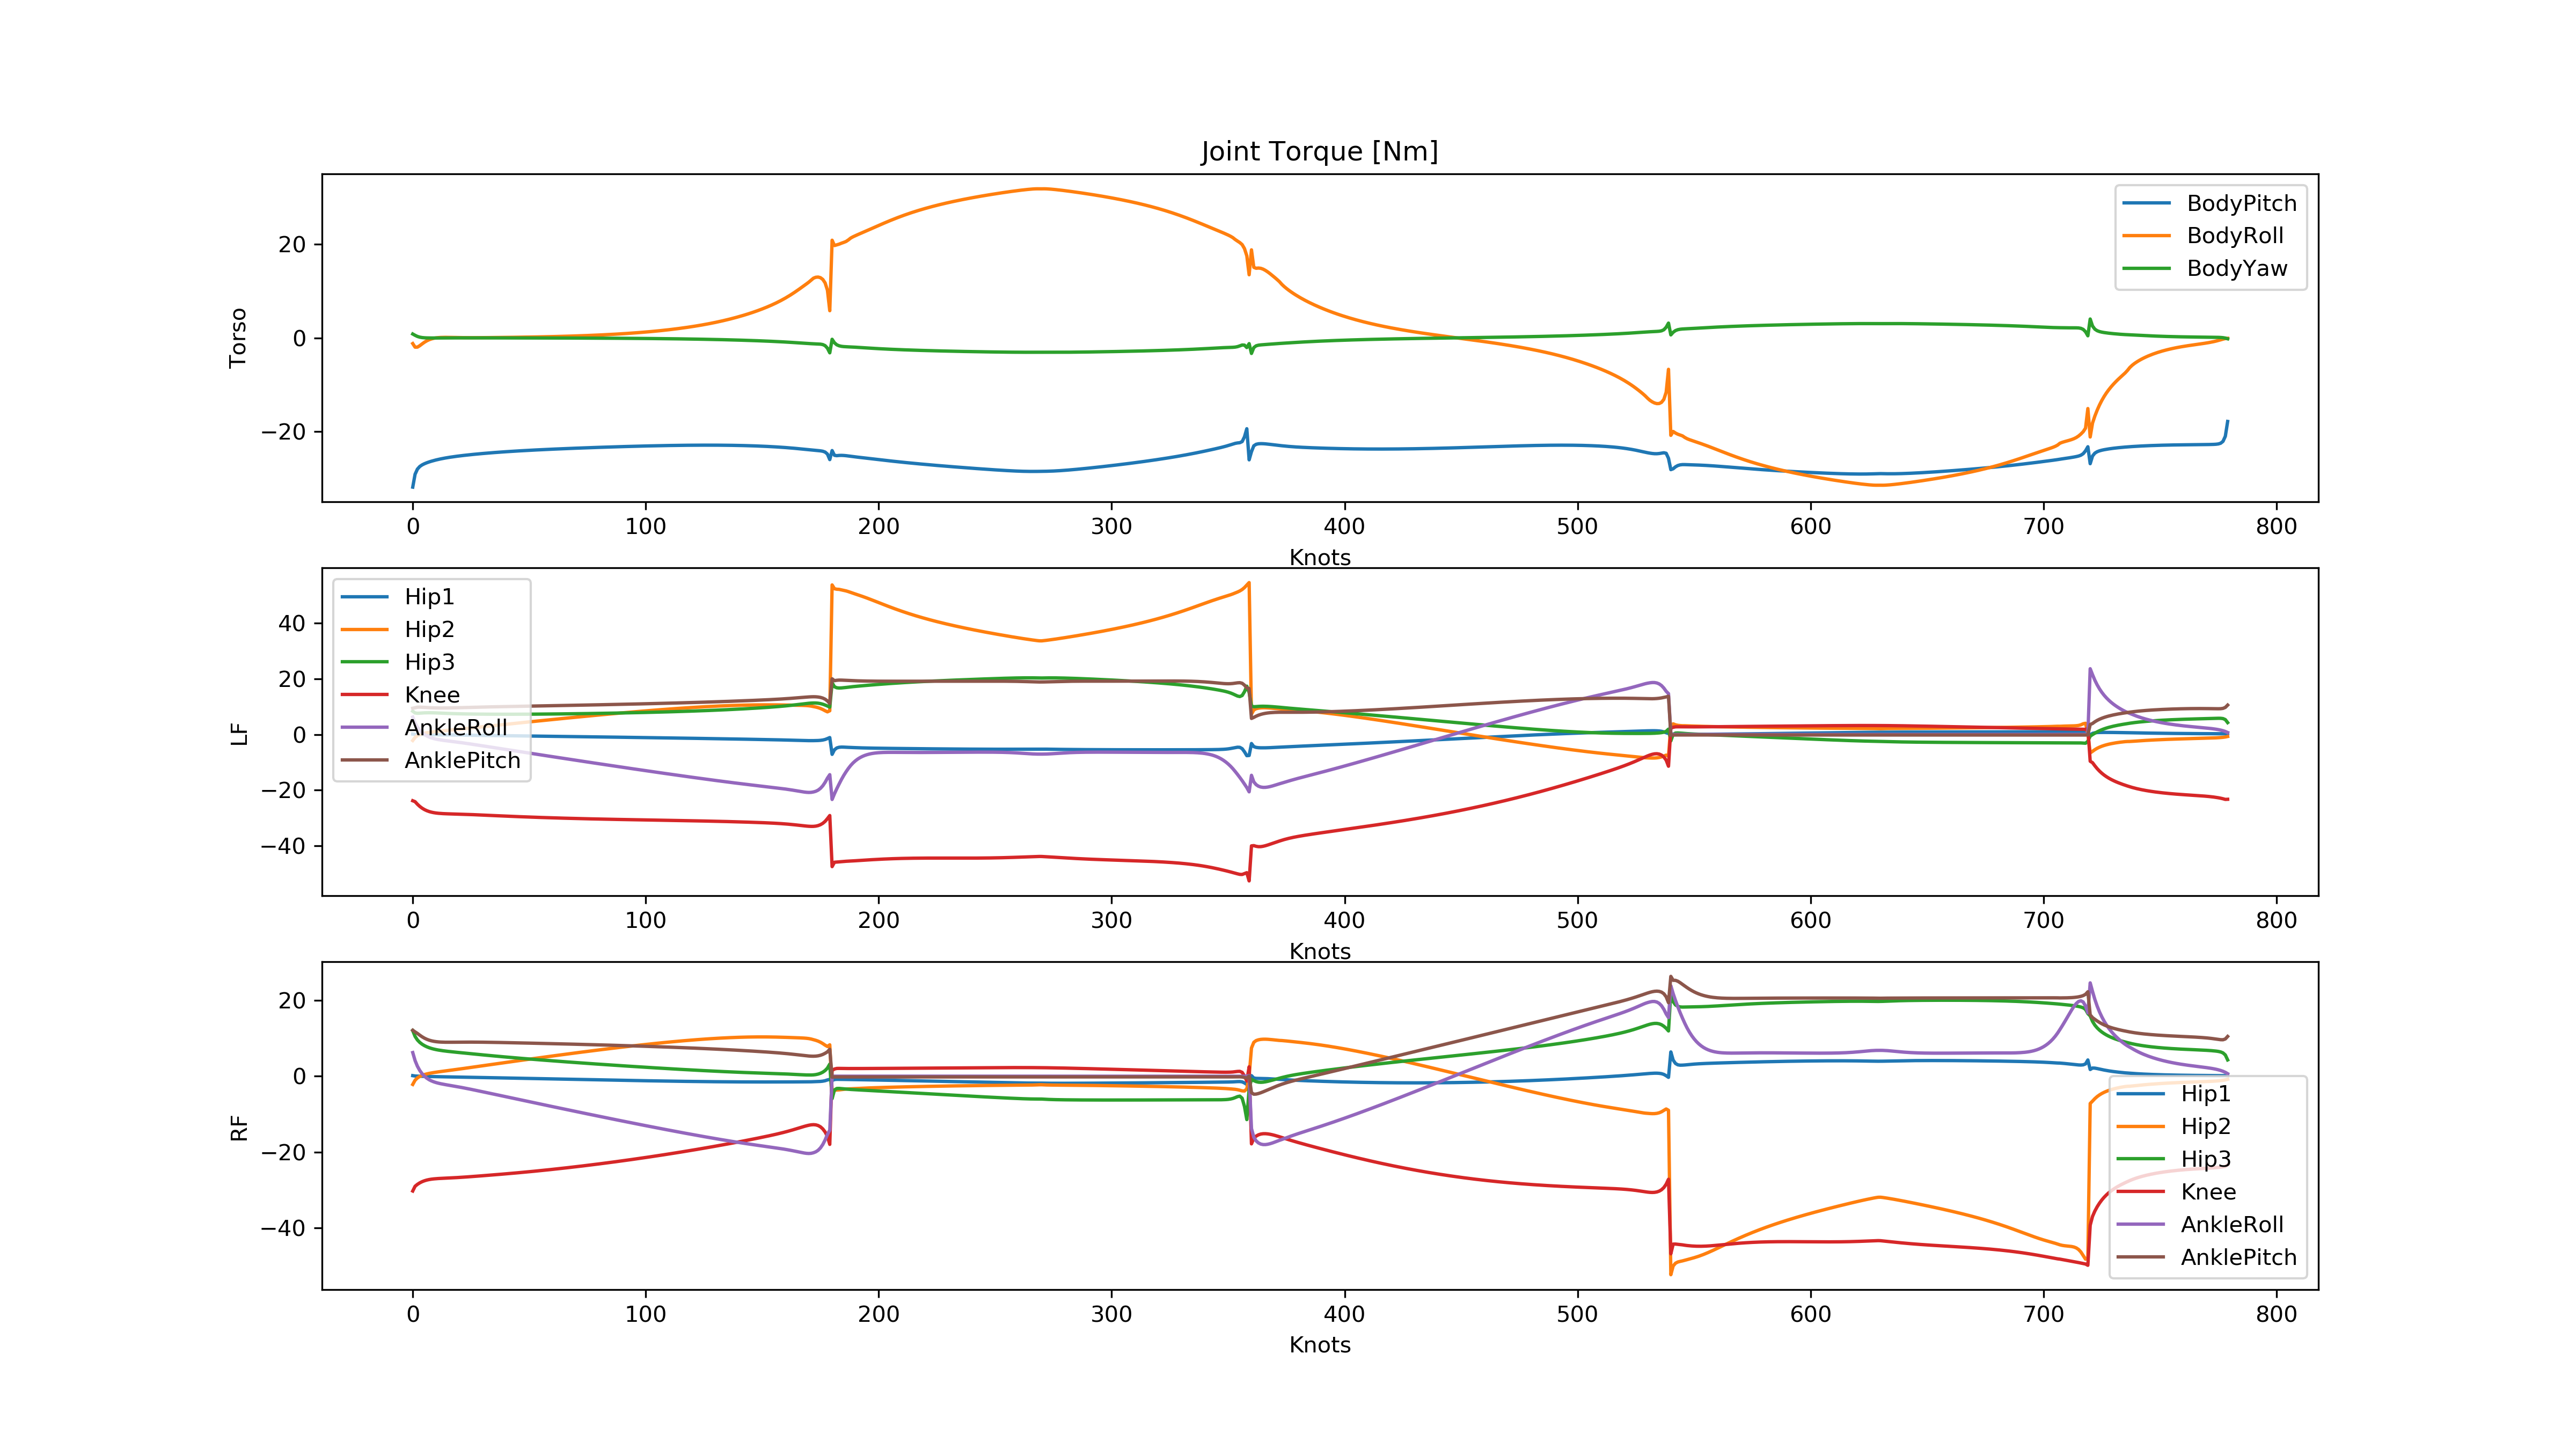 Joint Torque [Nm]
Torso
20
0
−20
BodyPitch
BodyRoll
BodyYaw
0 100 200 300 400 500 600 700 800
Knots
LF
40
20
0
−20
−40
Hip1
Hip2
Hip3
Knee
AnkleRoll
AnklePitch
0 100 200 300 400 500 600 700 800
Knots
RF
20
0
−20
−40
Hip1
Hip2
Hip3
Knee
AnkleRoll
AnklePitch
0 100 200 300 400 500 600 700 800
Knots